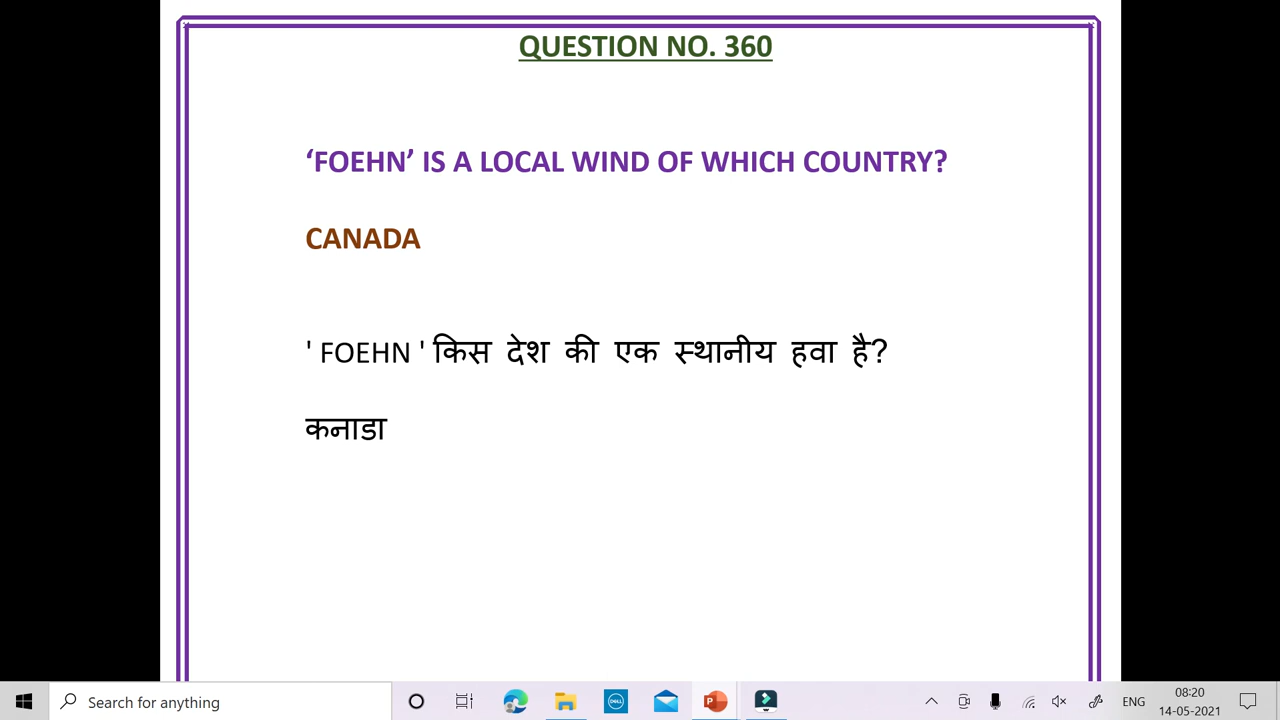 QUESTION NO. 360
‘FOEHN’ IS A LOCAL WIND OF WHICH COUNTRY?
CANADA
' FOEHN ' किस देश की एक स्थानीय हवा है?
कनाडा
Search for anything
DELL
P
ENG
08:20
14-05-2021